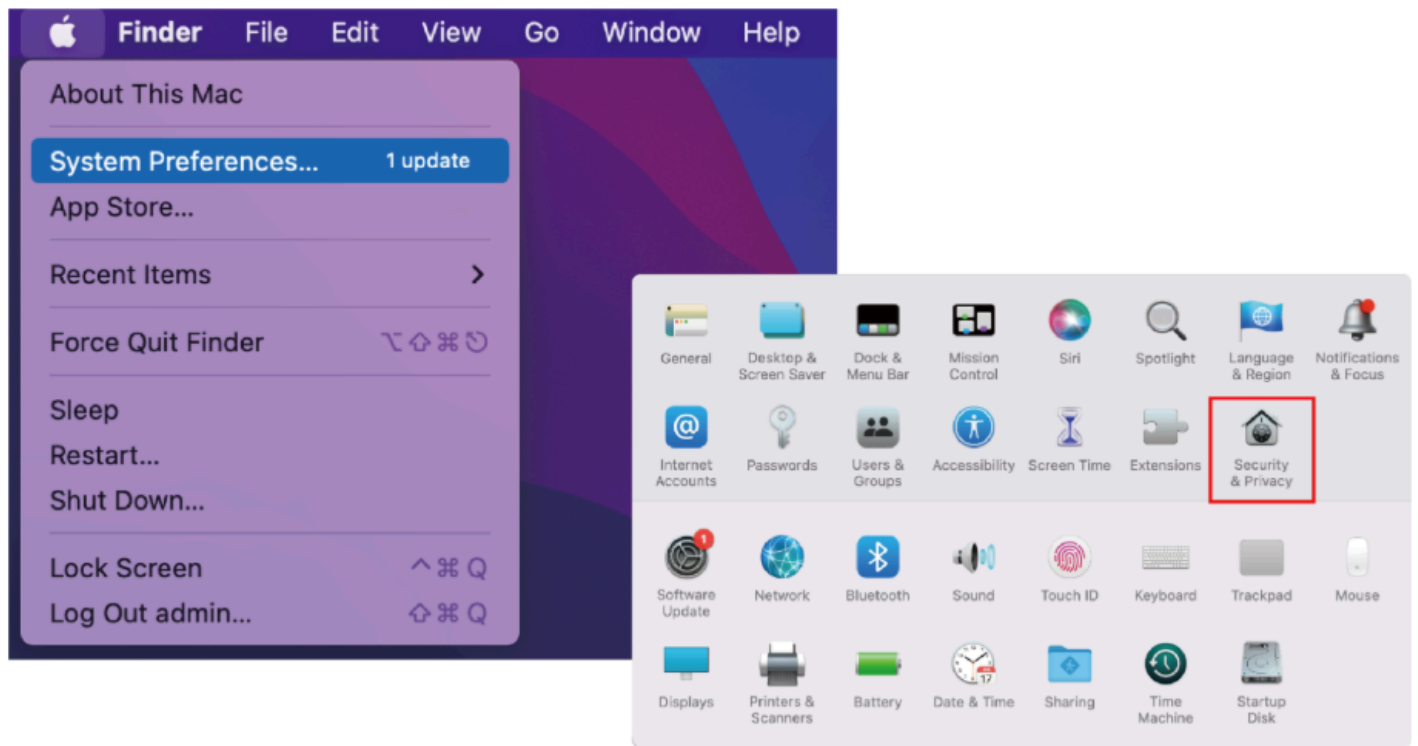 Finder File Edit View Go Window Help
About This Mac
System Preferences... 1 update
App Store...
Recent Items
Force Quit Finder ⌥⇧⌘⎋
Sleep
Restart...
Shut Down...
Lock Screen ^⌘Q
Log Out admin... ⇧⌘Q
General
Desktop &
Screen Saver
Dock &
Menu Bar
Mission
Control
Siri
Spotlight
Language
& Region
Notifications
& Focus
Internet
Accounts
Passwords
Users &
Groups
Accessibility
Screen Time
Extensions
Security
& Privacy
1
Software
Update
Network
Bluetooth
Sound
Touch ID
Keyboard
Trackpad
Mouse
Displays
Printers &
Scanners
Battery
17
Date & Time
Sharing
Time
Machine
Startup
Disk